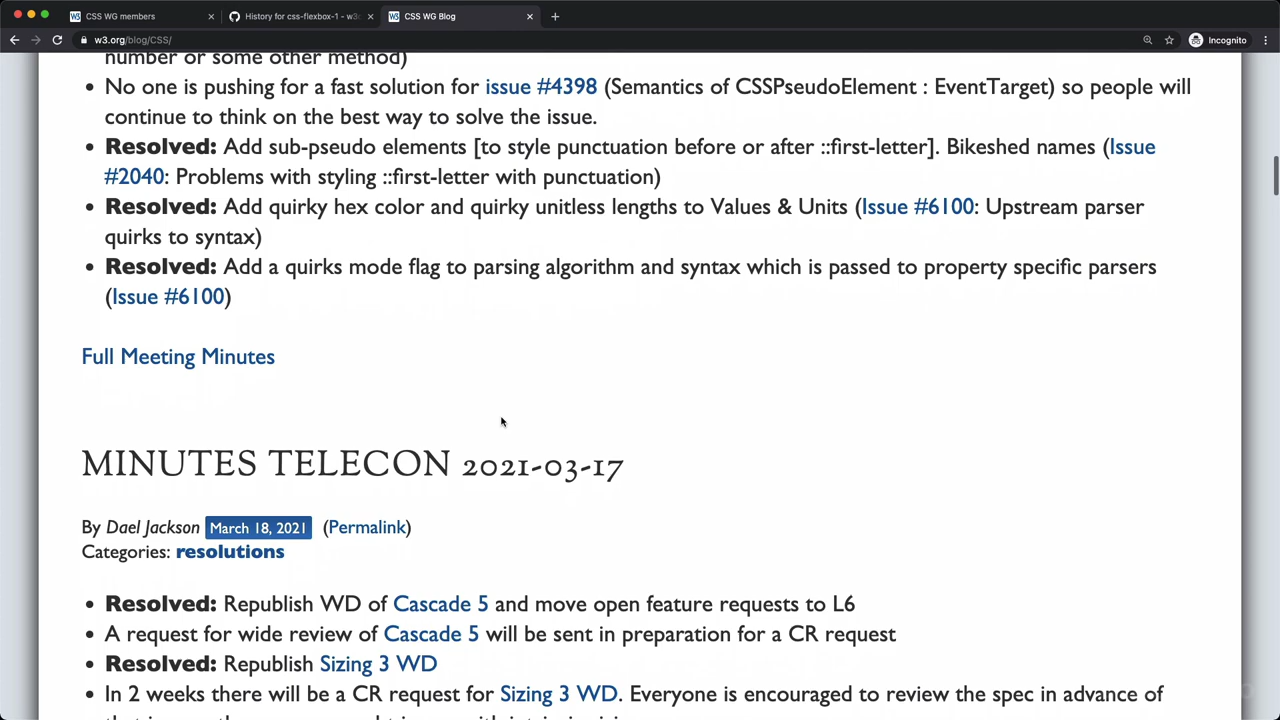 CSS WG members
History for css-flexbox-1 - w3c
CSS WG Blog
w3.org/blog/CSS/
Incognito
number or some other method)
• No one is pushing for a fast solution for issue #4398 (Semantics of CSSPseudoElement : EventTarget) so people will
continue to think on the best way to solve the issue.
• Resolved: Add sub-pseudo elements [to style punctuation before or after ::first-letter]. Bikeshed names (Issue
#2040: Problems with styling ::first-letter with punctuation)
• Resolved: Add quirky hex color and quirky unitless lengths to Values & Units (Issue #6100: Upstream parser
quirks to syntax)
• Resolved: Add a quirks mode flag to parsing algorithm and syntax which is passed to property specific parsers
(Issue #6100)
Full Meeting Minutes
MINUTES TELECON 2021-03-17
By Dael Jackson March 18, 2021 (Permalink)
Categories: resolutions
• Resolved: Republish WD of Cascade 5 and move open feature requests to L6
• A request for wide review of Cascade 5 will be sent in preparation for a CR request
• Resolved: Republish Sizing 3 WD
• In 2 weeks there will be a CR request for Sizing 3 WD. Everyone is encouraged to review the spec in advance of